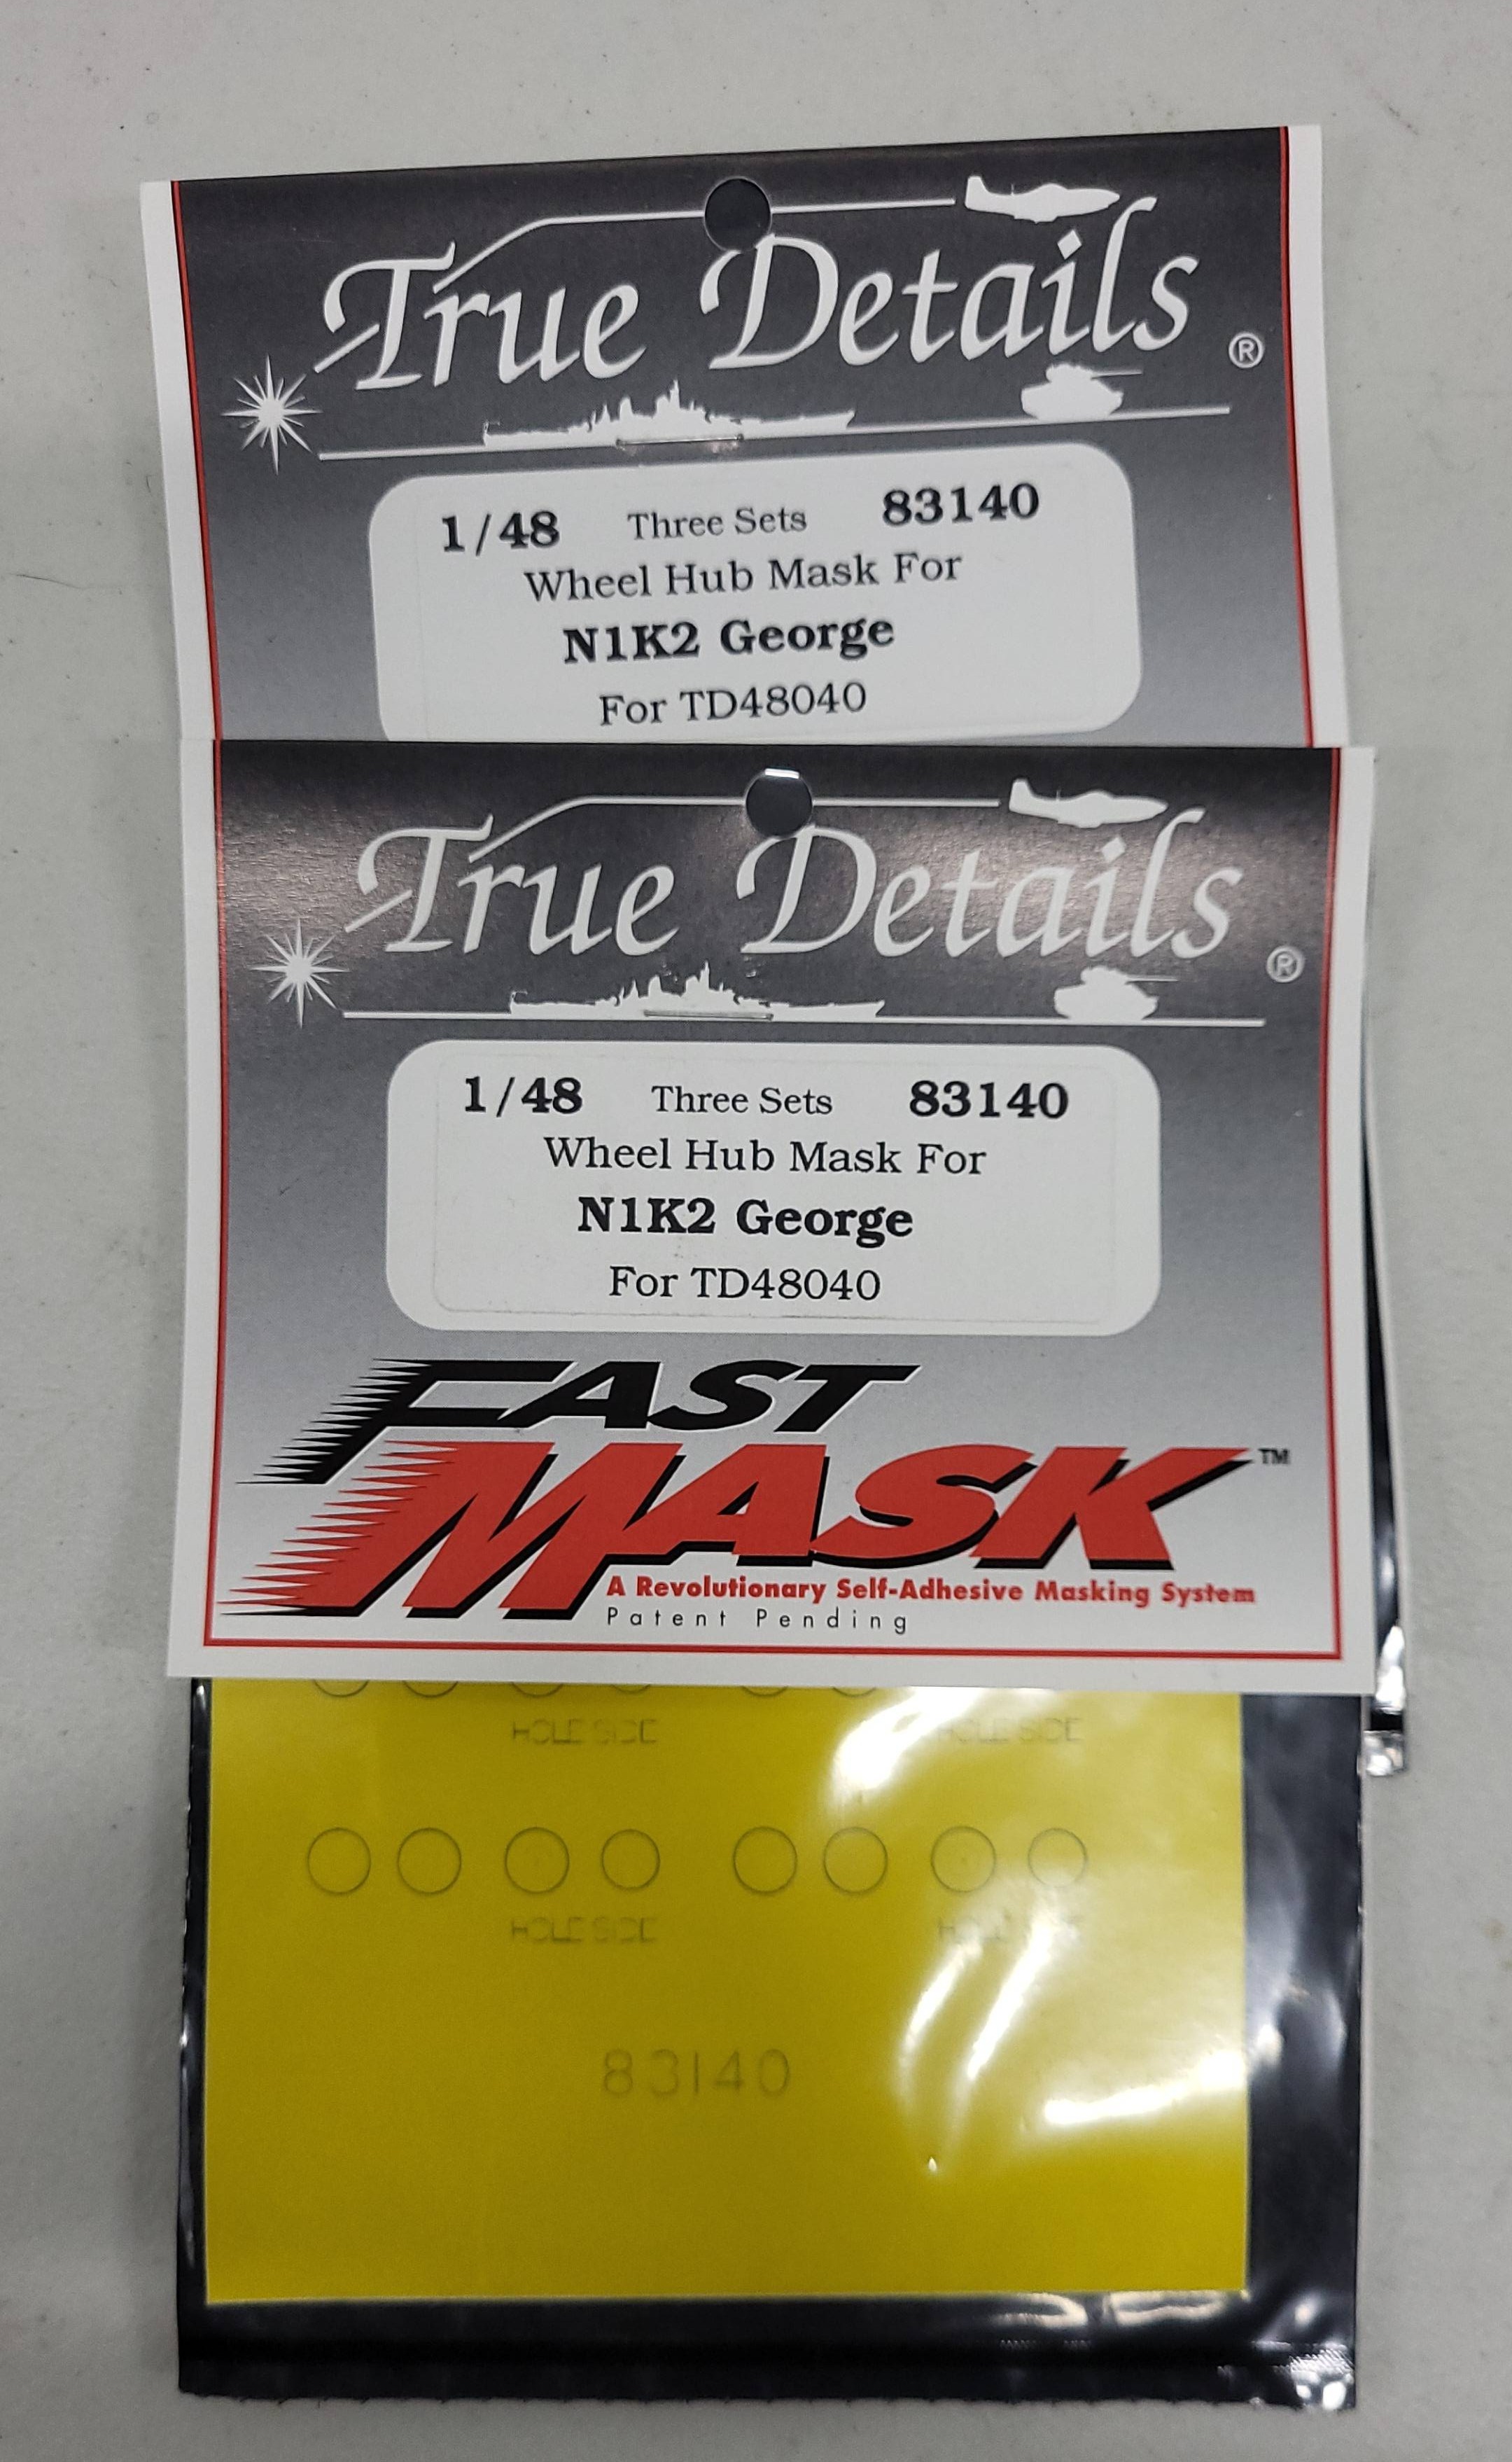 True Details ®
1/48 Three Sets 83140
Wheel Hub Mask For
N1K2 George
For TD48040
True Details ®
1/48 Three Sets 83140
Wheel Hub Mask For
N1K2 George
For TD48040
FAST
MASK ™
A Revolutionary Self-Adhesive Masking System
Patent Pending
HOLE SIDE HOLE SIDE
HOLE SIDE HOLE
83140